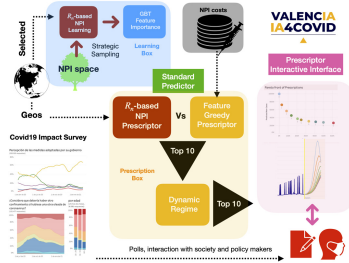 Selected
Rn-based
NPI
Learning
GBT
Feature
Importance
Strategic
Sampling
Learning
Box
NPI space
NPI costs
VALENCIA
IA4COVID
Prescriptor
Interactive Interface
Geos
Standard
Predictor
Rn-based
NPI
Prescriptor
Vs
Feature
Greedy
Prescriptor
Covid19 Impact Survey
Top 10
Prescription
Box
Dynamic
Regime
Top 10
Polls, interaction with society and policy makers